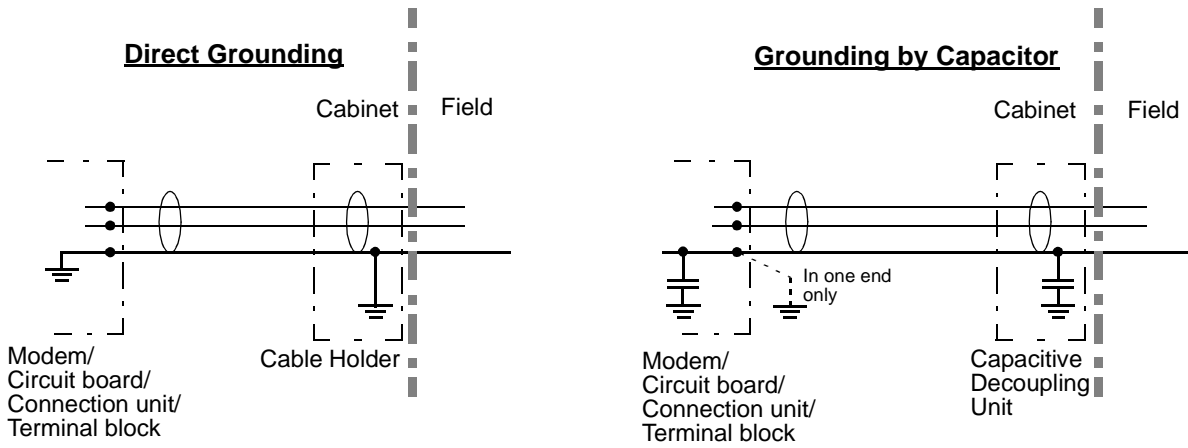 Direct Grounding
Cabinet
Field
Modem/
Circuit board/
Connection unit/
Terminal block
Cable Holder
Grounding by Capacitor
Cabinet
Field
In one end
only
Modem/
Circuit board/
Connection unit/
Terminal block
Capacitive
Decoupling
Unit